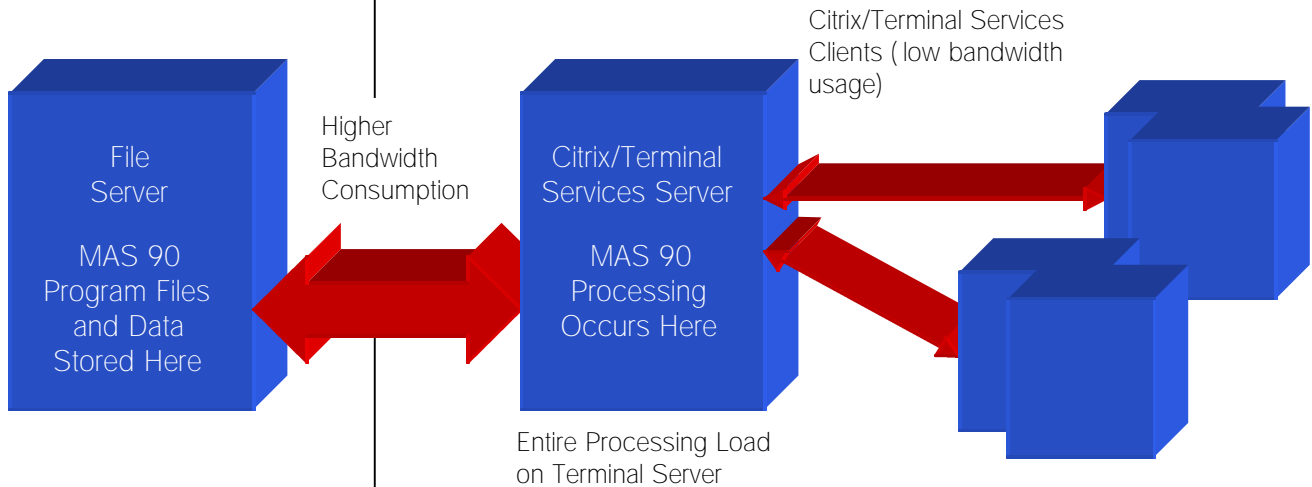 File
Server
MAS 90
Program Files
and Data
Stored Here
Higher
Bandwidth
Consumption
Citrix/Terminal
Services Server
MAS 90
Processing
Occurs Here
Entire Processing Load
on Terminal Server
Citrix/Terminal Services
Clients (low bandwidth
usage)